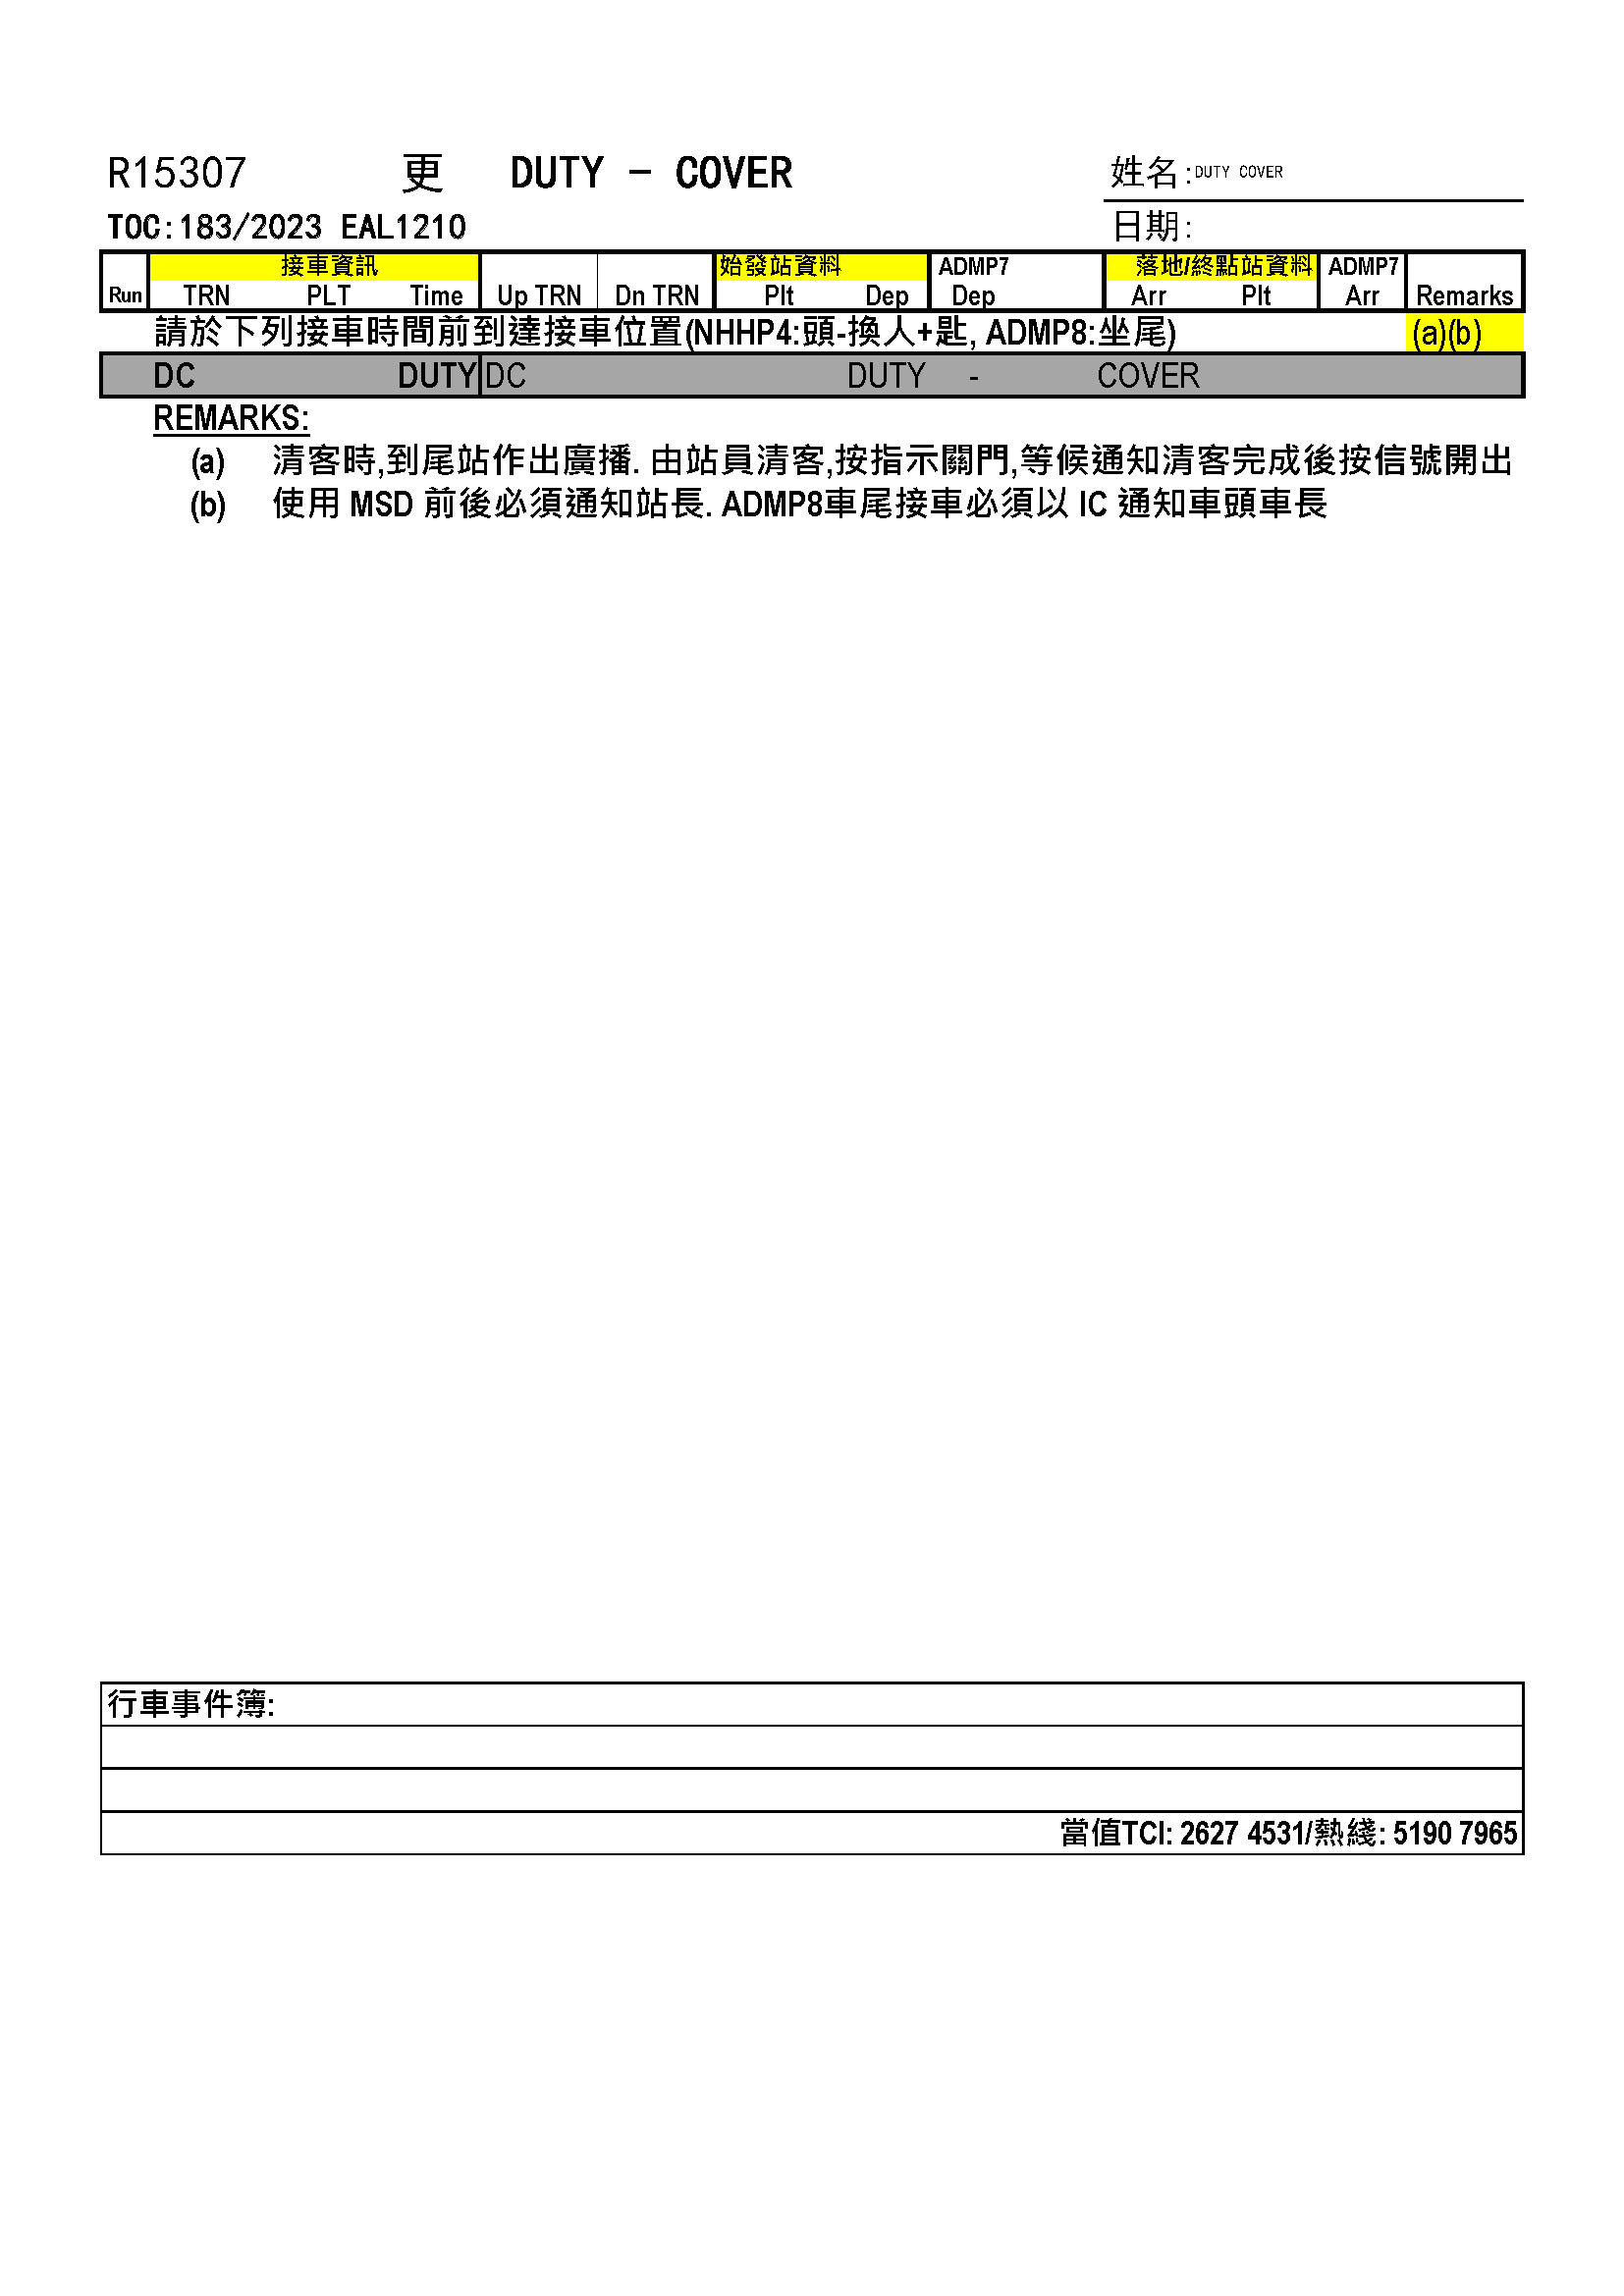 R15307 更 DUTY - COVER 姓名:DUTY COVER
TOC:183/2023 EAL1210 日期:
接車資訊 始發站資料 ADMP7 落地/終點站資料 ADMP7
Run TRN PLT Time Up TRN Dn TRN Plt Dep Dep Arr Plt Arr Remarks
請於下列接車時間前到達接車位置(NHHP4:頭-換人+匙, ADMP8:坐尾) (a)(b)
DC DUTY DC DUTY - COVER
REMARKS:
(a) 清客時,到尾站作出廣播. 由站員清客,按指示關門,等候通知清客完成後按信號開出
(b) 使用 MSD 前後必須通知站長. ADMP8車尾接車必須以 IC 通知車頭車長
行車事件簿:
當值TCI: 2627 4531/熱綫: 5190 7965